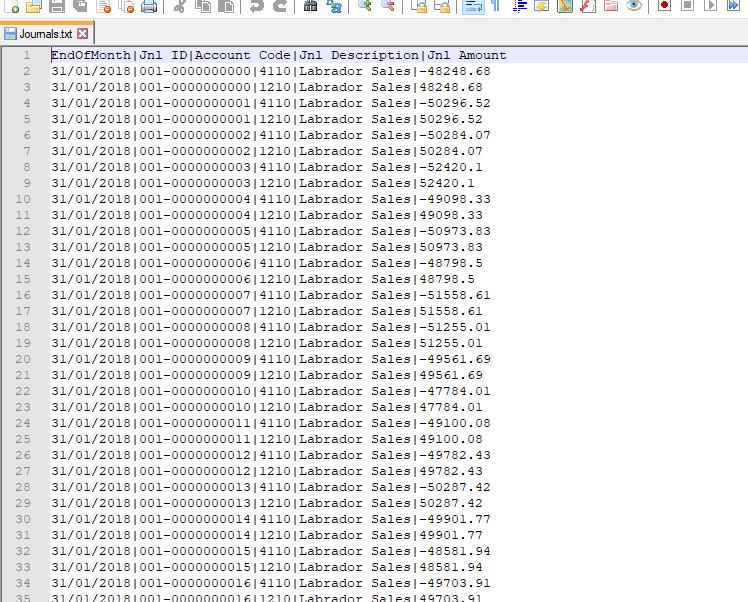 Journals.txt
1 EndOfMonth|Jnl ID|Account Code|Jnl Description|Jnl Amount
2 31/01/2018|001-0000000000|4110|Labrador Sales|-48248.68
3 31/01/2018|001-0000000000|1210|Labrador Sales|48248.68
4 31/01/2018|001-0000000001|4110|Labrador Sales|-50296.52
5 31/01/2018|001-0000000001|1210|Labrador Sales|50296.52
6 31/01/2018|001-0000000002|4110|Labrador Sales|-50284.07
7 31/01/2018|001-0000000002|1210|Labrador Sales|50284.07
8 31/01/2018|001-0000000003|4110|Labrador Sales|-52420.1
9 31/01/2018|001-0000000003|1210|Labrador Sales|52420.1
10 31/01/2018|001-0000000004|4110|Labrador Sales|-49098.33
11 31/01/2018|001-0000000004|1210|Labrador Sales|49098.33
12 31/01/2018|001-0000000005|4110|Labrador Sales|-50973.83
13 31/01/2018|001-0000000005|1210|Labrador Sales|50973.83
14 31/01/2018|001-0000000006|4110|Labrador Sales|-48798.5
15 31/01/2018|001-0000000006|1210|Labrador Sales|48798.5
16 31/01/2018|001-0000000007|4110|Labrador Sales|-51558.61
17 31/01/2018|001-0000000007|1210|Labrador Sales|51558.61
18 31/01/2018|001-0000000008|4110|Labrador Sales|-51255.01
19 31/01/2018|001-0000000008|1210|Labrador Sales|51255.01
20 31/01/2018|001-0000000009|4110|Labrador Sales|-49561.69
21 31/01/2018|001-0000000009|1210|Labrador Sales|49561.69
22 31/01/2018|001-0000000010|4110|Labrador Sales|-47784.01
23 31/01/2018|001-0000000010|1210|Labrador Sales|47784.01
24 31/01/2018|001-0000000011|4110|Labrador Sales|-49100.08
25 31/01/2018|001-0000000011|1210|Labrador Sales|49100.08
26 31/01/2018|001-0000000012|4110|Labrador Sales|-49782.43
27 31/01/2018|001-0000000012|1210|Labrador Sales|49782.43
28 31/01/2018|001-0000000013|4110|Labrador Sales|-50287.42
29 31/01/2018|001-0000000013|1210|Labrador Sales|50287.42
30 31/01/2018|001-0000000014|4110|Labrador Sales|-49901.77
31 31/01/2018|001-0000000014|1210|Labrador Sales|49901.77
32 31/01/2018|001-0000000015|4110|Labrador Sales|-48581.94
33 31/01/2018|001-0000000015|1210|Labrador Sales|48581.94
34 31/01/2018|001-0000000016|4110|Labrador Sales|-49703.91
35 31/01/2018|001-0000000016|1210|Labrador Sales|49703.91